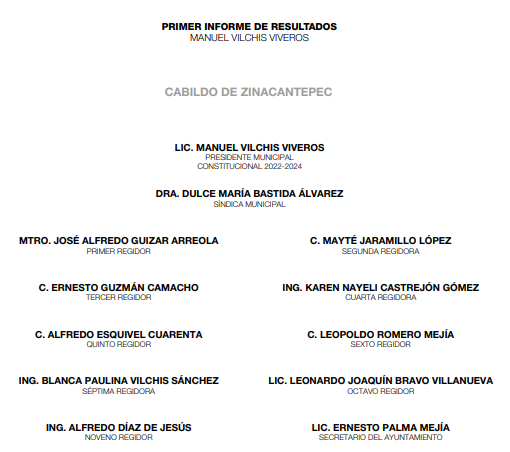 PRIMER INFORME DE RESULTADOS
MANUEL VILCHIS VIVEROS
CABILDO DE ZINACANTEPEC
LIC. MANUEL VILCHIS VIVEROS
PRESIDENTE MUNICIPAL
CONSTITUCIONAL 2022-2024
DRA. DULCE MARÍA BASTIDA ÁLVAREZ
SÍNDICA MUNICIPAL
MTRO. JOSÉ ALFREDO GUIZAR ARREOLA
PRIMER REGIDOR
C. MAYTÉ JARAMILLO LÓPEZ
SEGUNDA REGIDORA
C. ERNESTO GUZMÁN CAMACHO
TERCER REGIDOR
ING. KAREN NAYELI CASTREJÓN GÓMEZ
CUARTA REGIDORA
C. ALFREDO ESQUIVEL CUARENTA
QUINTO REGIDOR
C. LEOPOLDO ROMERO MEJÍA
SEXTO REGIDOR
ING. BLANCA PAULINA VILCHIS SÁNCHEZ
SÉPTIMA REGIDORA
LIC. LEONARDO JOAQUÍN BRAVO VILLANUEVA
OCTAVO REGIDOR
ING. ALFREDO DÍAZ DE JESÚS
NOVENO REGIDOR
LIC. ERNESTO PALMA MEJÍA
SECRETARIO DEL AYUNTAMIENTO